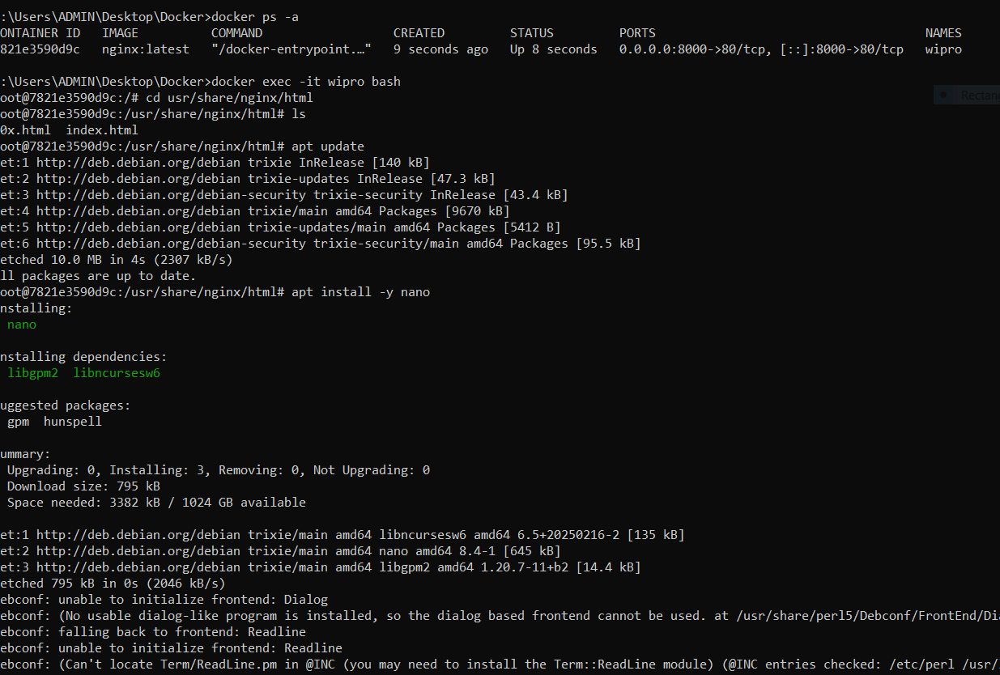 :\Users\ADMIN\Desktop\Docker>docker ps -a
ONTAINER ID   IMAGE          COMMAND                  CREATED         STATUS         PORTS                                     NAMES
821e3590d9c   nginx:latest   "/docker-entrypoint.…"   9 seconds ago   Up 8 seconds   0.0.0.0:8000->80/tcp, [::]:8000->80/tcp   wipro
:\Users\ADMIN\Desktop\Docker>docker exec -it wipro bash
Rectan
oot@7821e3590d9c:/# cd usr/share/nginx/html
oot@7821e3590d9c:/usr/share/nginx/html# ls
0x.html  index.html
oot@7821e3590d9c:/usr/share/nginx/html# apt update
et:1 http://deb.debian.org/debian trixie InRelease [140 kB]
et:2 http://deb.debian.org/debian trixie-updates InRelease [47.3 kB]
et:3 http://deb.debian.org/debian-security trixie-security InRelease [43.4 kB]
et:4 http://deb.debian.org/debian trixie/main amd64 Packages [9670 kB]
et:5 http://deb.debian.org/debian trixie-updates/main amd64 Packages [5412 B]
et:6 http://deb.debian.org/debian-security trixie-security/main amd64 Packages [95.5 kB]
etched 10.0 MB in 4s (2307 kB/s)
ll packages are up to date.
oot@7821e3590d9c:/usr/share/nginx/html# apt install -y nano
nstalling:
 nano
nstalling dependencies:
 libgpm2  libncursesw6
uggested packages:
 gpm  hunspell
ummary:
 Upgrading: 0, Installing: 3, Removing: 0, Not Upgrading: 0
 Download size: 795 kB
 Space needed: 3382 kB / 1024 GB available
et:1 http://deb.debian.org/debian trixie/main amd64 libncursesw6 amd64 6.5+20250216-2 [135 kB]
et:2 http://deb.debian.org/debian trixie/main amd64 nano amd64 8.4-1 [645 kB]
et:3 http://deb.debian.org/debian trixie/main amd64 libgpm2 amd64 1.20.7-11+b2 [14.4 kB]
etched 795 kB in 0s (2046 kB/s)
ebconf: unable to initialize frontend: Dialog
ebconf: (No usable dialog-like program is installed, so the dialog based frontend cannot be used. at /usr/share/perl5/Debconf/FrontEnd/Dia
ebconf: falling back to frontend: Readline
ebconf: unable to initialize frontend: Readline
ebconf: (Can't locate Term/ReadLine.pm in @INC (you may need to install the Term::ReadLine module) (@INC entries checked: /etc/perl /usr/